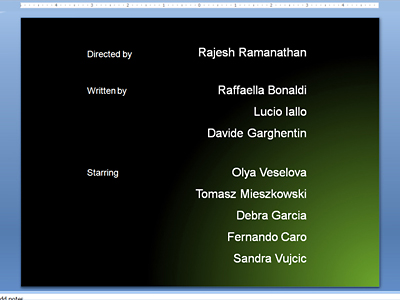 Directed by Rajesh Ramanathan
Written by Raffaella Bonaldi
Lucio Iallo
Davide Garghentin
Starring Olya Veselova
Tomasz Mieszkowski
Debra Garcia
Fernando Caro
Sandra Vujcic